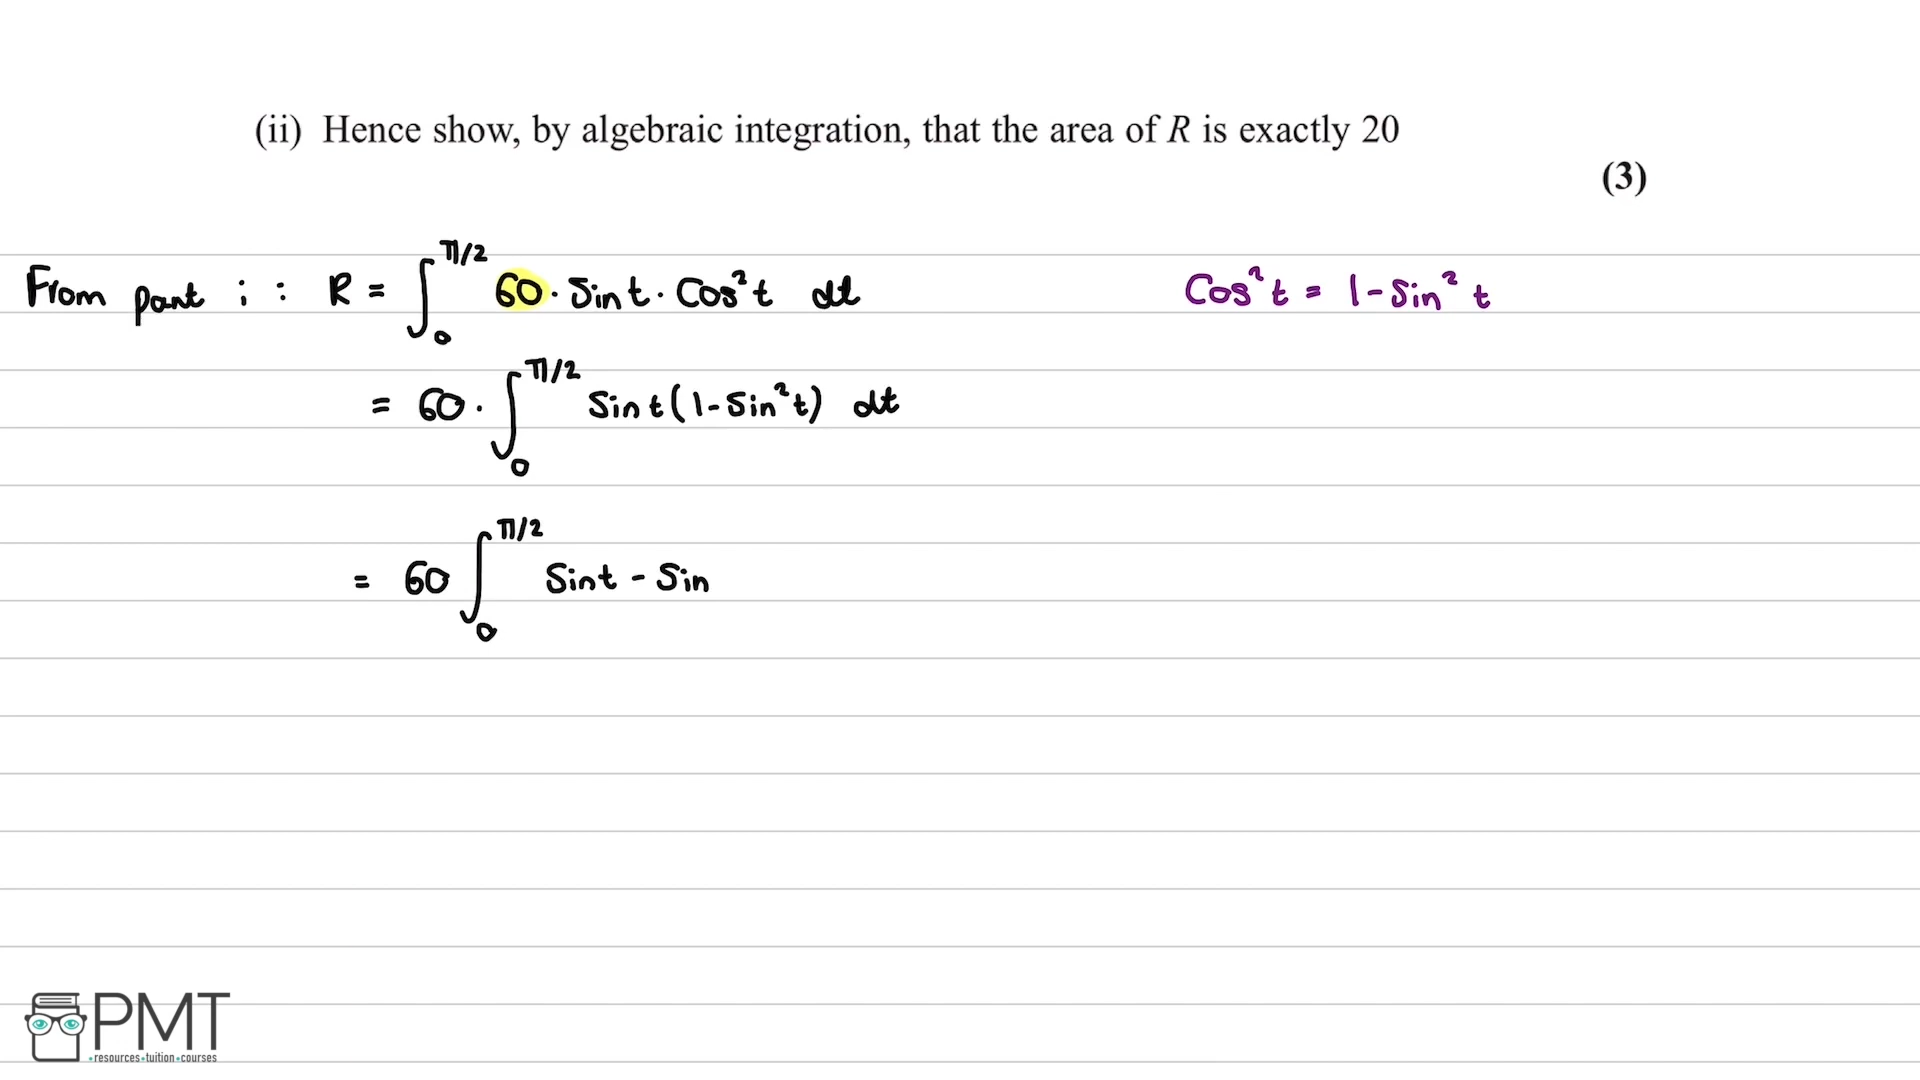 (ii) Hence show, by algebraic integration, that the area of R is exactly 20
(3)
From part i : R = ∫₀^π/2 60 · Sin t · Cos²t dt
Cos²t = 1 - Sin² t
= 60 · ∫₀^π/2 Sin t (1 - Sin²t) dt
= 60 ∫₀^π/2 Sin t - Sin
PMT
resources•tuition•courses